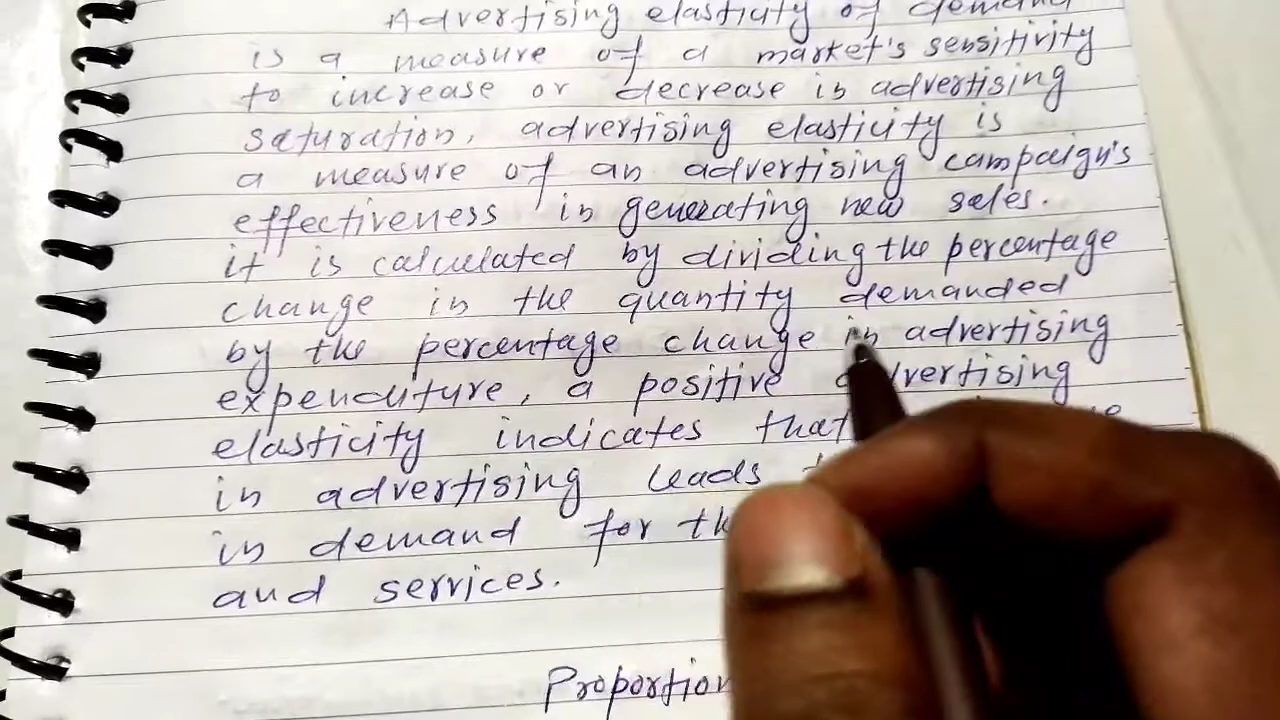 Advertising elasticity of demand
is a measure of a market's sensitivity
to increase or decrease in advertising
saturation, advertising elasticity is
a measure of an advertising campaign's
effectiveness in generating new sales.
it is calculated by dividing the percentage
change in the quantity demanded
by the percentage change in advertising
expenditure, a positive advertising
elasticity indicates that
in advertising leads
in demand for
and services.
Proportion